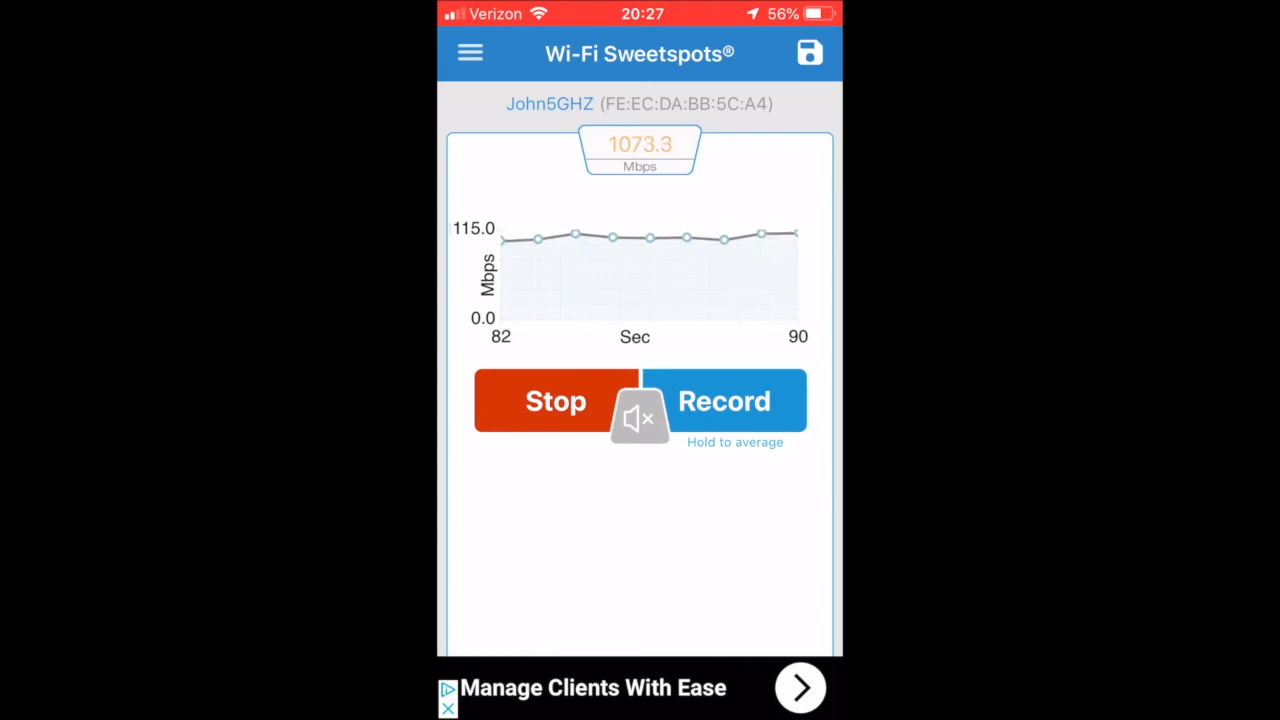 Verizon 20:27 56%
Wi-Fi Sweetspots®
John5GHZ (FE:EC:DA:BB:5C:A4)
1073.3
Mbps
115.0
Mbps
0.0
82 Sec 90
Stop Record
Hold to average
Manage Clients With Ease